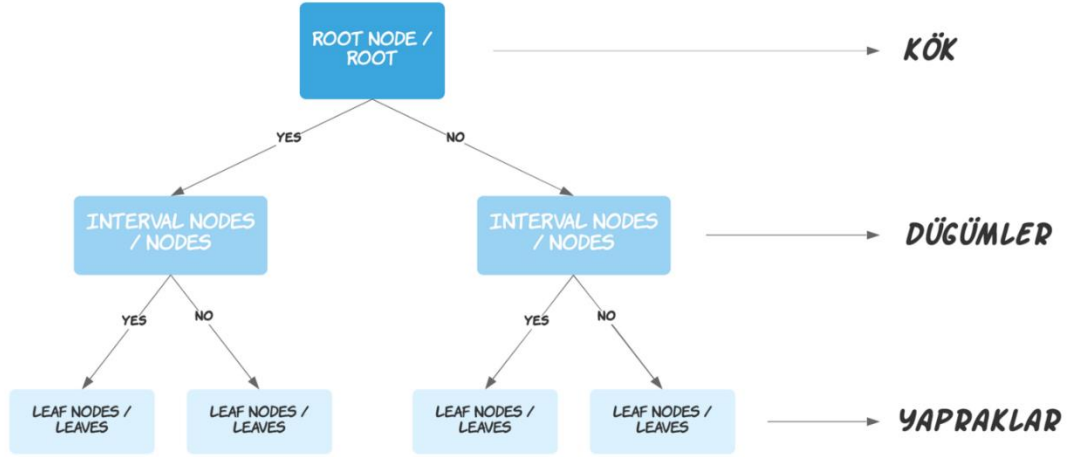 ROOT NODE /
ROOT
KÖK
YES
NO
INTERVAL NODES
/ NODES
INTERVAL NODES
/ NODES
DÜGÜMLER
YES
NO
YES
NO
LEAF NODES /
LEAVES
LEAF NODES /
LEAVES
LEAF NODES /
LEAVES
LEAF NODES /
LEAVES
YAPRAKLAR